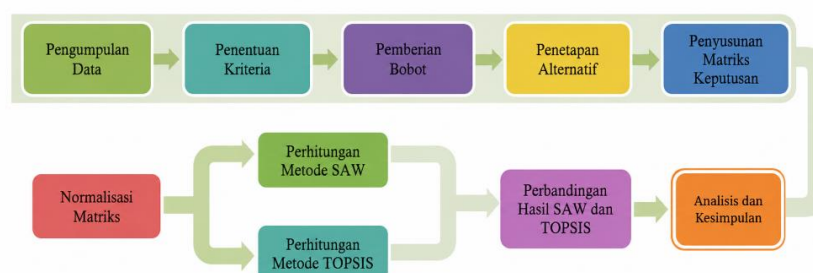 Pengumpulan
Data
Penentuan
Kriteria
Pemberian
Bobot
Penetapan
Alternatif
Penyusunan
Matriks
Keputusan
Normalisasi
Matriks
Perhitungan
Metode SAW
Perhitungan
Metode TOPSIS
Perbandingan
Hasil SAW dan
TOPSIS
Analisis dan
Kesimpulan